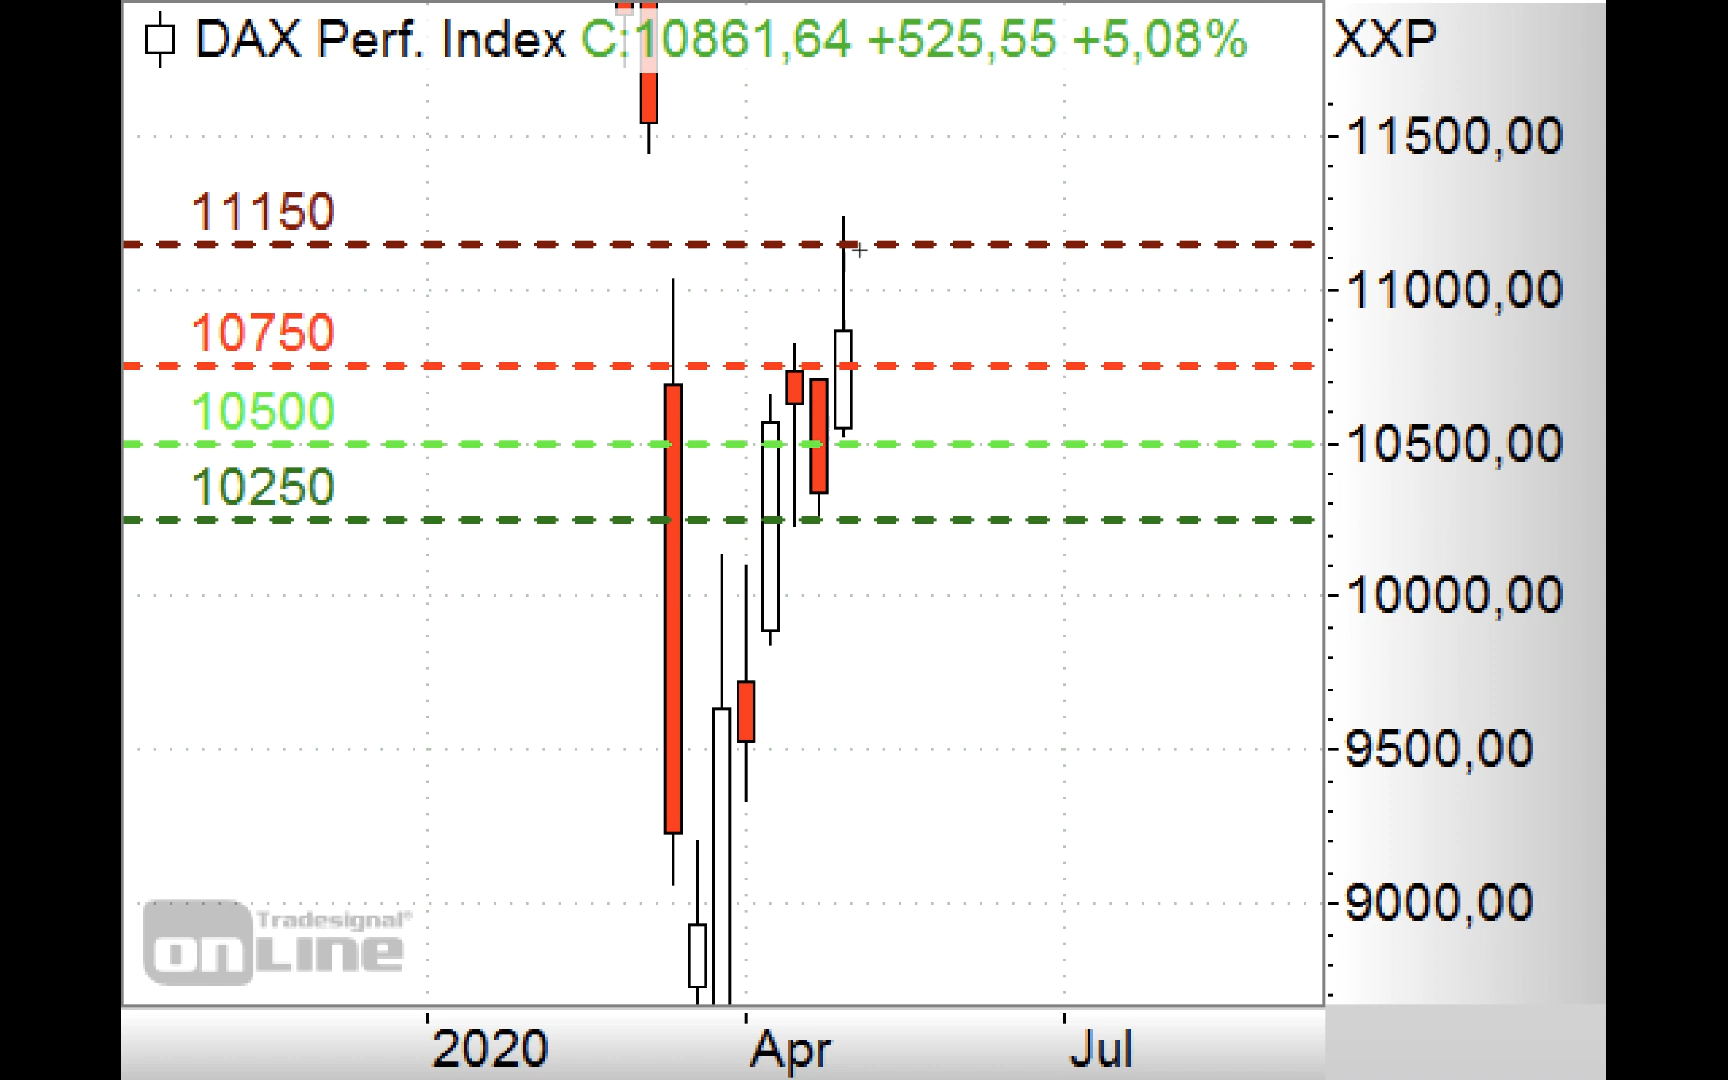 DAX Perf. Index C:10861,64 +525,55 +5,08%
XXP
11500,00
11150
11000,00
10750
10500
10500,00
10250
10000,00
9500,00
9000,00
Tradesignal®
onLine
2020 Apr Jul